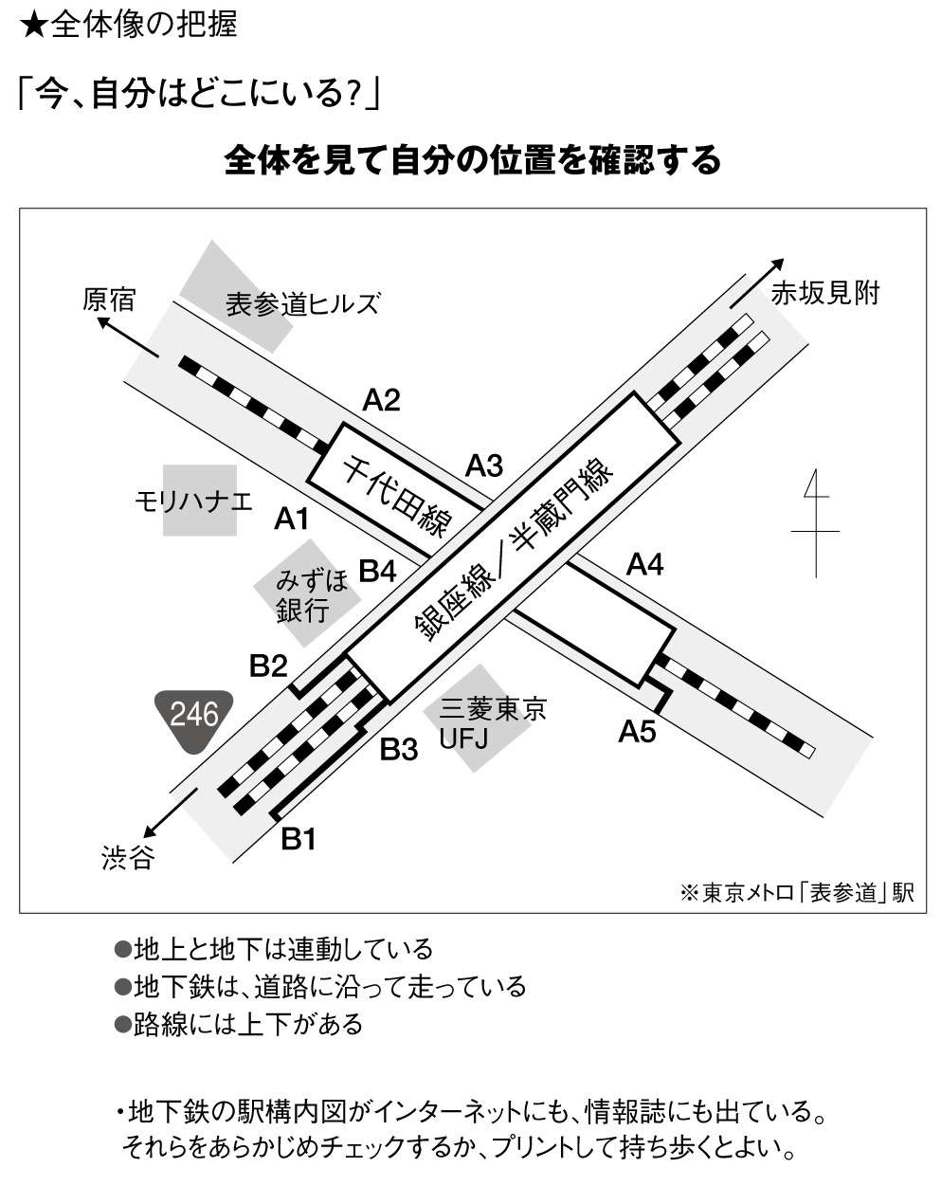 ★全体像の把握
「今、自分はどこにいる?」
全体を見て自分の位置を確認する
原宿
表参道ヒルズ
赤坂見附
A2
A3
千代田線
銀座線/半蔵門線
モリハナエ
A1
B4
A4
みずほ
銀行
B2
246
三菱東京
UFJ
A5
B3
B1
渋谷
※東京メトロ「表参道」駅
●地上と地下は連動している
●地下鉄は、道路に沿って走っている
●路線には上下がある
・地下鉄の駅構内図がインターネットにも、情報誌にも出ている。
それらをあらかじめチェックするか、プリントして持ち歩くとよい。